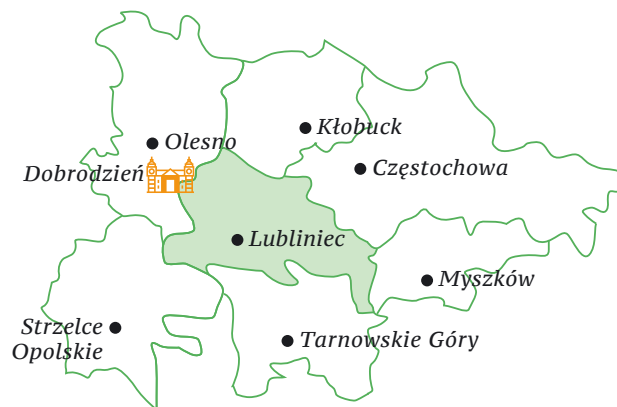 Kłobuck
Olesno
Dobrodzień
Częstochowa
Lubliniec
Myszków
Strzelce
Opolskie
Tarnowskie Góry